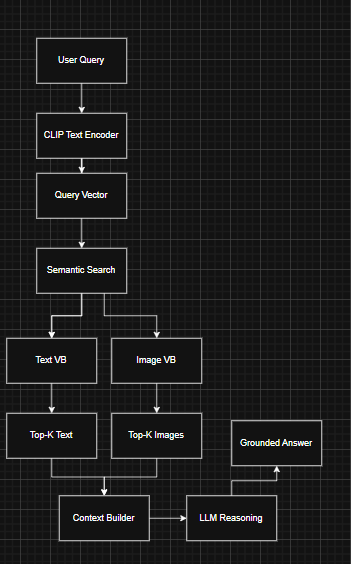 User Query
CLIP Text Encoder
Query Vector
Semantic Search
Text VB
Image VB
Top-K Text
Top-K Images
Grounded Answer
Context Builder
LLM Reasoning